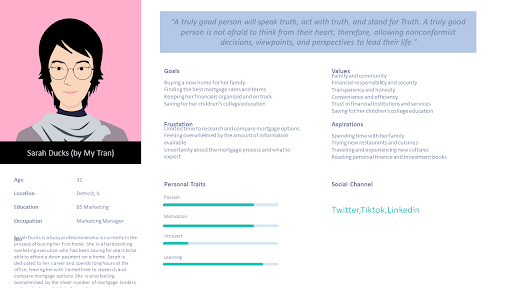 "A truly good person will speak truth, act with truth, and stand for Truth. A truly good
person is not afraid to think from their heart; therefore, allowing nonconformist
decisions, viewpoints, and perspectives to lead their life."
Sarah Ducks (by My Tran)
Age 32
Location Detroit, IL
Education BS Marketing
Occupation Marketing Manager
Sarah Ducks is a busy professional who is currently in the
process of buying her first home. She is a hardworking
marketing executive who has been saving for years to be
able to afford a down payment on a home. Sarah is
dedicated to her career and spends long hours at the
office, leaving her with limited time to research and
compare mortgage options. She is also feeling
overwhelmed by the sheer number of mortgage lenders
Goals
Buying a new home for her family
Finding the best mortgage rates and terms
Keeping her financials organized and on track
Saving for her children's college education
Values
Family and community
Financial responsibility and security
Transparency and honesty
Convenience and efficiency
Trust in financial institutions and services
Saving for her children's college education
Frustration
Limited time to research and compare mortgage options
Feeling overwhelmed by the amount of information
available
Uncertainty about the mortgage process and what to
expect
Aspirations
Spending time with her family
Trying new restaurants and cuisines
Traveling and experiencing new cultures
Reading personal finance and investment books
Personal Traits
Passion
Motivation
Introvert
Learning
Social Channel
Twitter,Tiktok,Linkedin